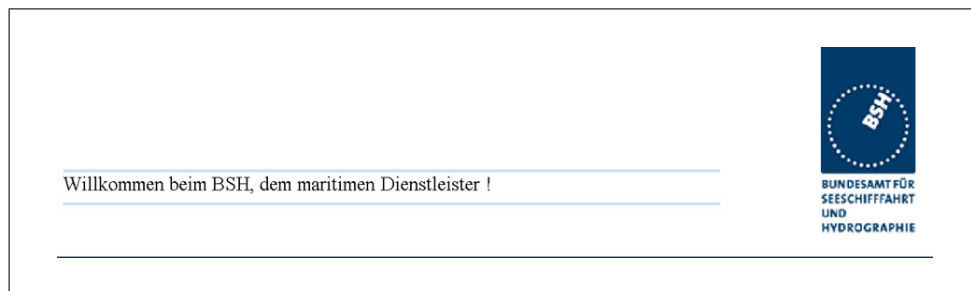 BSH
Willkommen beim BSH, dem maritimen Dienstleister !
BUNDESAMT FÜR
SEESCHIFFFAHRT
UND
HYDROGRAPHIE